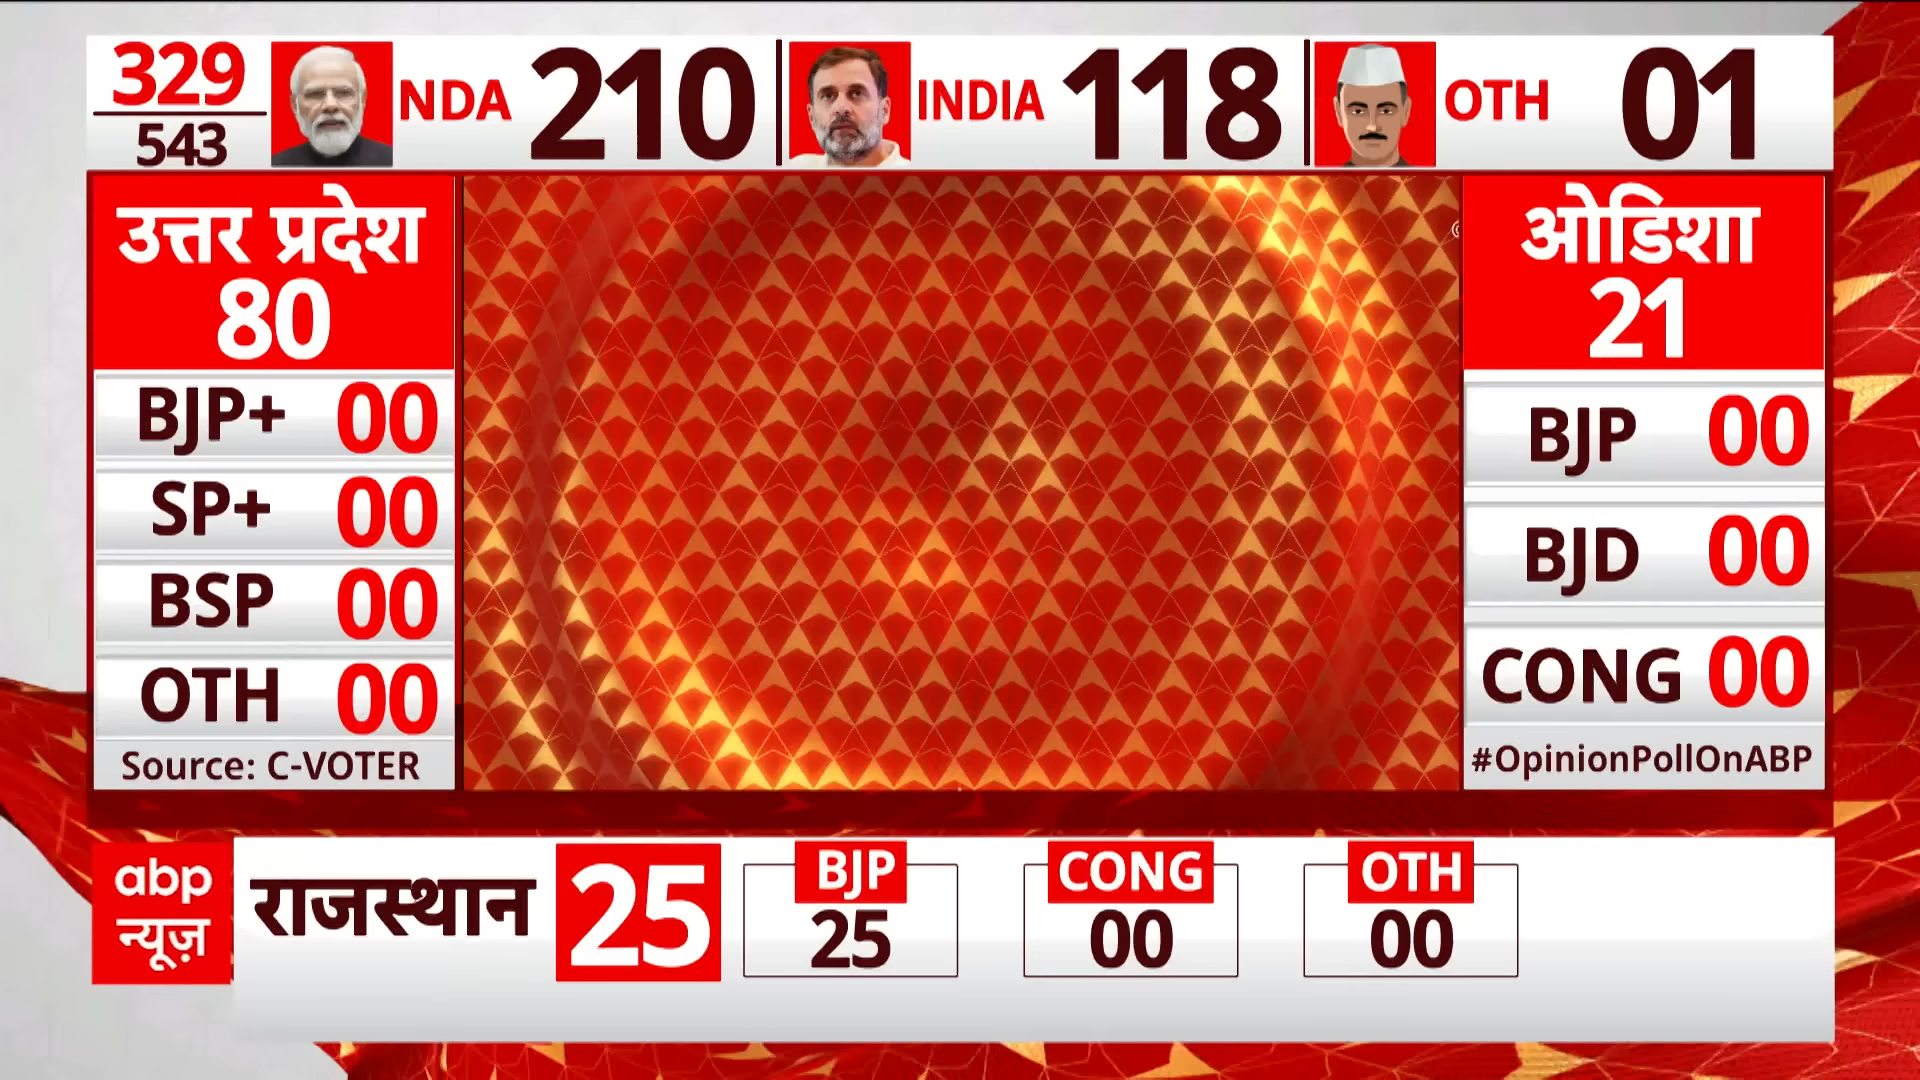 329
543
NDA 210
INDIA 118
OTH 01
उत्तर प्रदेश
80
BJP+ 00
SP+ 00
BSP 00
OTH 00
Source: C-VOTER
ओडिशा
21
BJP 00
BJD 00
CONG 00
#OpinionPollOnABP
abp
न्यूज़
राजस्थान 25
BJP
25
CONG
00
OTH
00